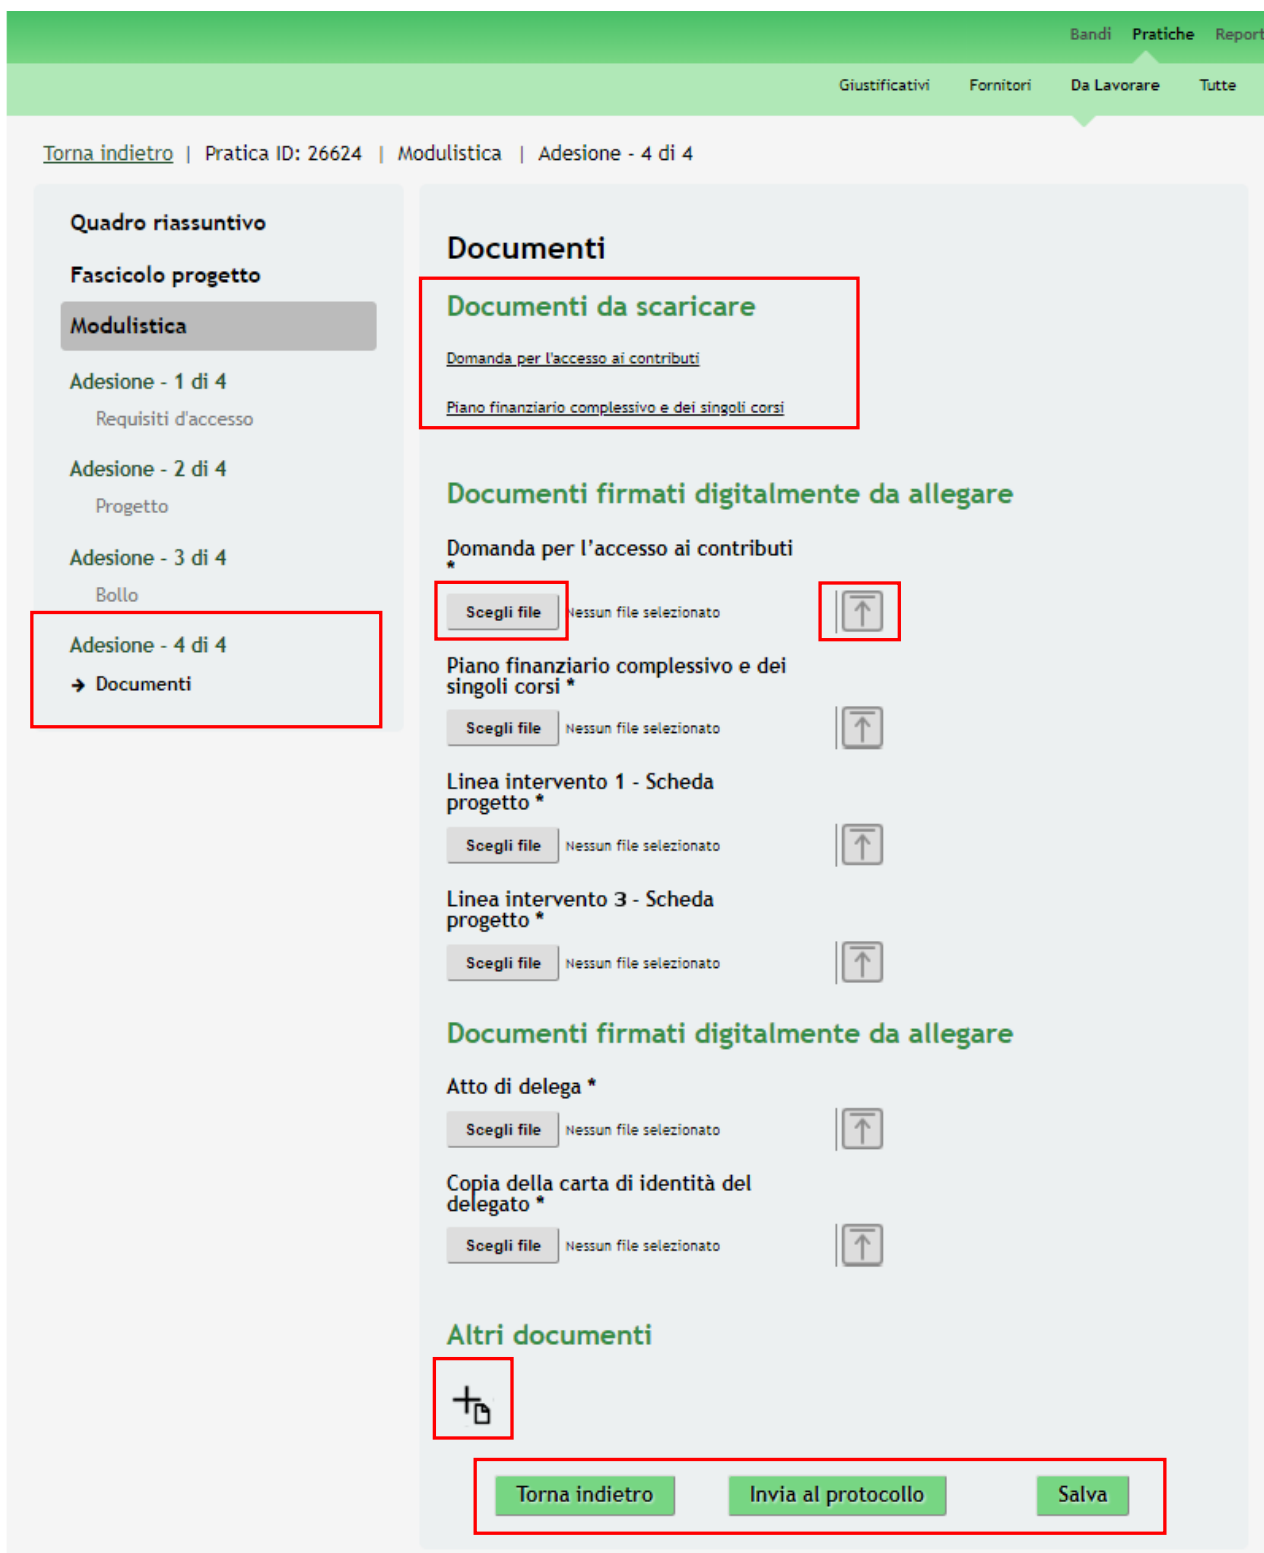 Bandi Pratiche Report
Giustificativi Fornitori Da Lavorare Tutte
Torna indietro | Pratica ID: 26624 | Modulistica | Adesione - 4 di 4
Quadro riassuntivo
Fascicolo progetto
Modulistica
Adesione - 1 di 4
Requisiti d'accesso
Adesione - 2 di 4
Progetto
Adesione - 3 di 4
Bollo
Adesione - 4 di 4
→ Documenti
Documenti
Documenti da scaricare
Domanda per l'accesso ai contributi
Piano finanziario complessivo e dei singoli corsi
Documenti firmati digitalmente da allegare
Domanda per l’accesso ai contributi
*
Scegli file Nessun file selezionato
Piano finanziario complessivo e dei
singoli corsi *
Scegli file Nessun file selezionato
Linea intervento 1 - Scheda
progetto *
Scegli file Nessun file selezionato
Linea intervento 3 - Scheda
progetto *
Scegli file Nessun file selezionato
Documenti firmati digitalmente da allegare
Atto di delega *
Scegli file Nessun file selezionato
Copia della carta di identità del
delegato *
Scegli file Nessun file selezionato
Altri documenti
Torna indietro Invia al protocollo Salva